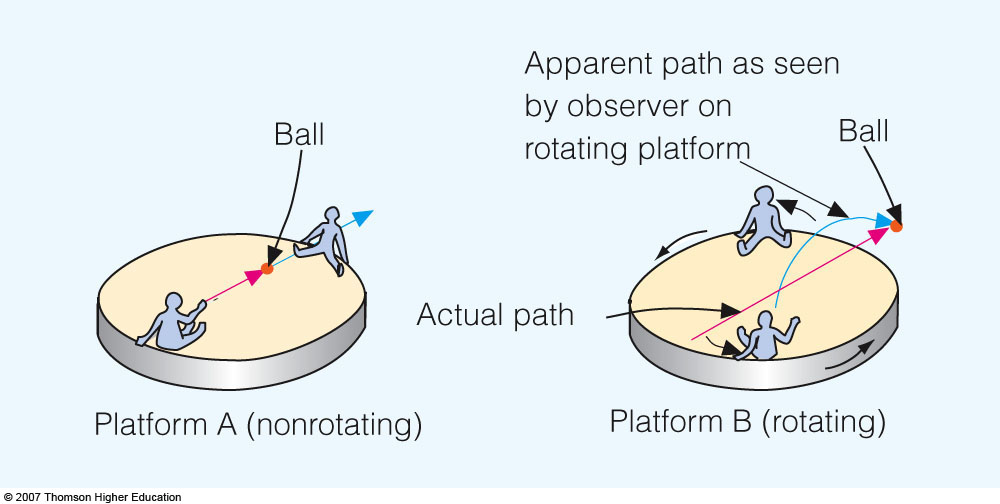 Apparent path as seen
by observer on
rotating platform
Ball
Ball
Actual path
Platform A (nonrotating)
Platform B (rotating)
© 2007 Thomson Higher Education